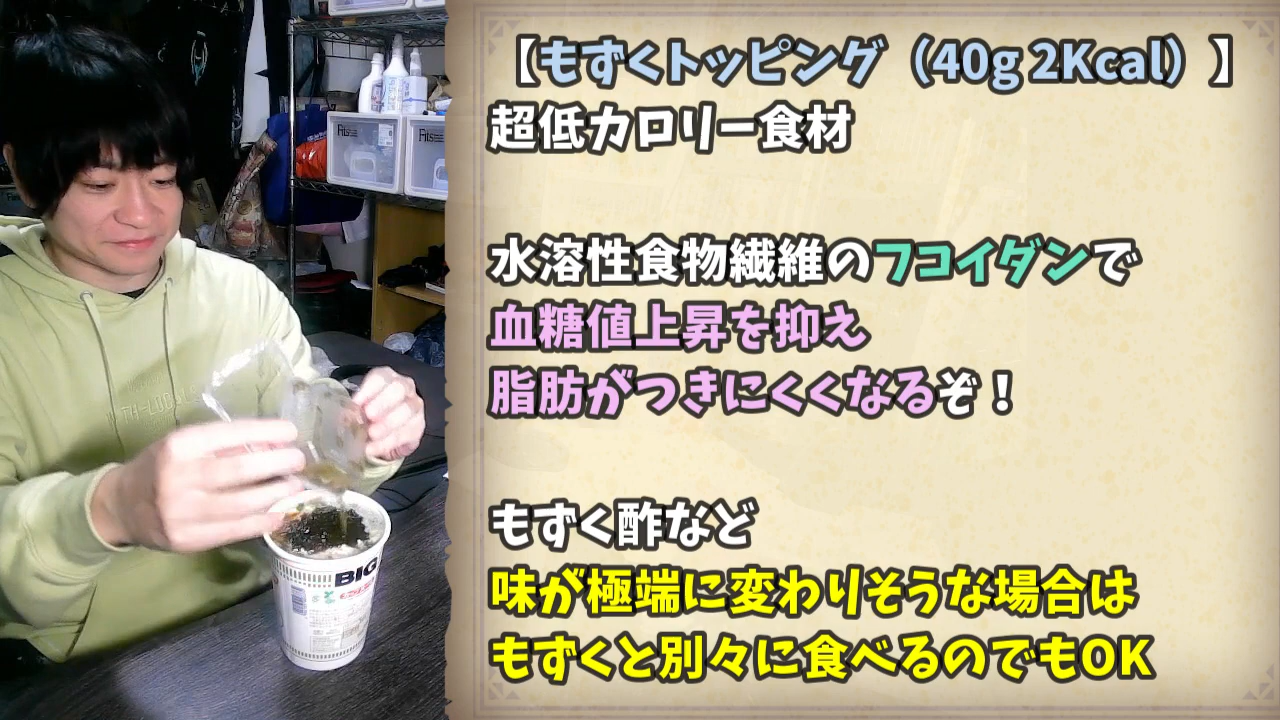 【もずくトッピング（40g 2Kcal）】
超低カロリー食材
水溶性食物繊維のフコイダンで
血糖値上昇を抑え
脂肪がつきにくくなるぞ！
もずく酢など
味が極端に変わりそうな場合は
もずくと別々に食べるのでもOK
Fits
Fits
BIG